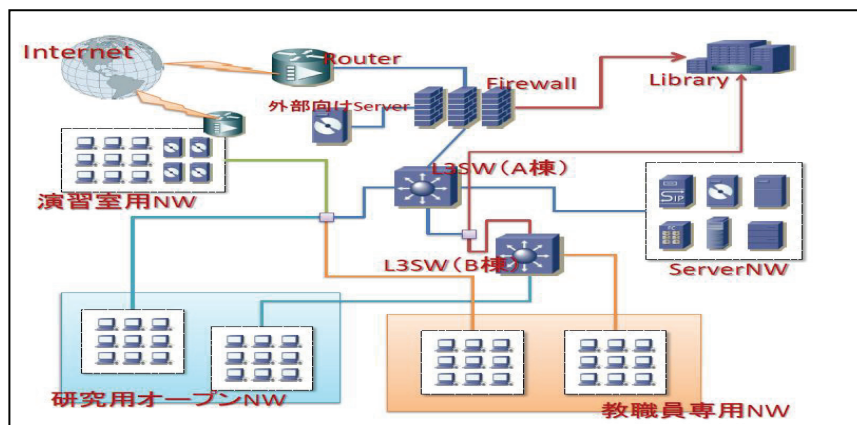 Internet
Router
Firewall
Library
外部向けServer
L3SW(A棟)
演習室用NW
SIP
L3SW(B棟)
ServerNW
研究用オープンNW
教職員専用NW